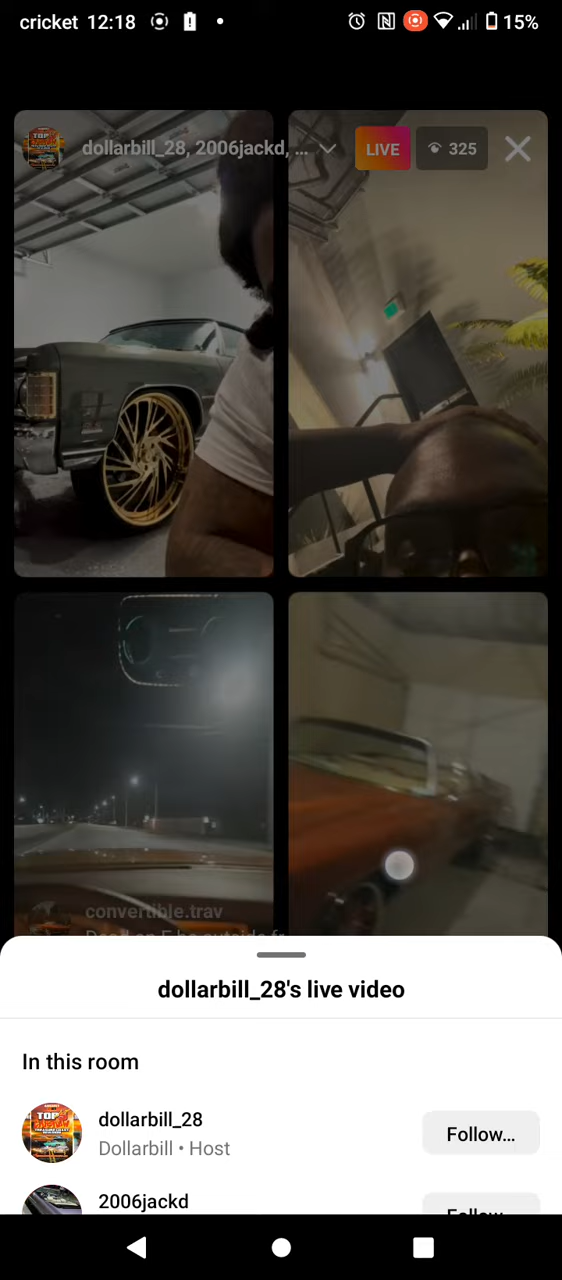 cricket 12:18
15%
dollarbill_28, 2006jackd, ...
LIVE
325
convertible.trav
dollarbill_28's live video
In this room
dollarbill_28
Follow...
Dollarbill • Host
2006jackd
Follow...